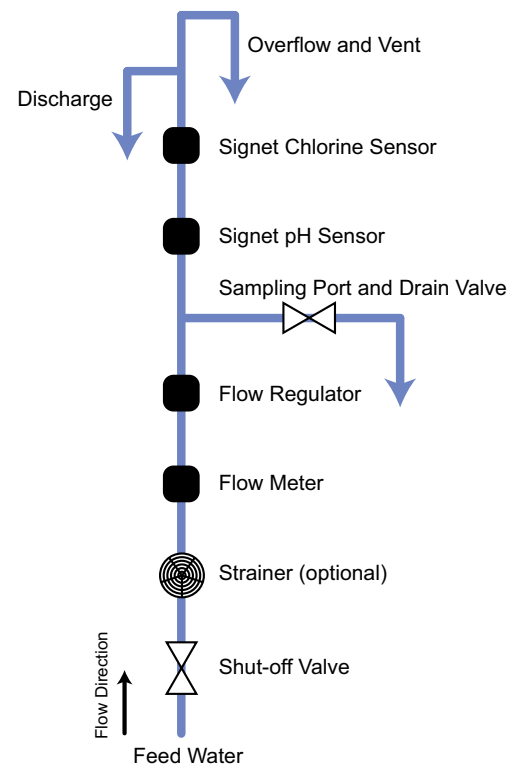 Overflow and Vent
Discharge
Signet Chlorine Sensor
Signet pH Sensor
Sampling Port and Drain Valve
Flow Regulator
Flow Meter
Strainer (optional)
Shut-off Valve
Flow Direction
Feed Water